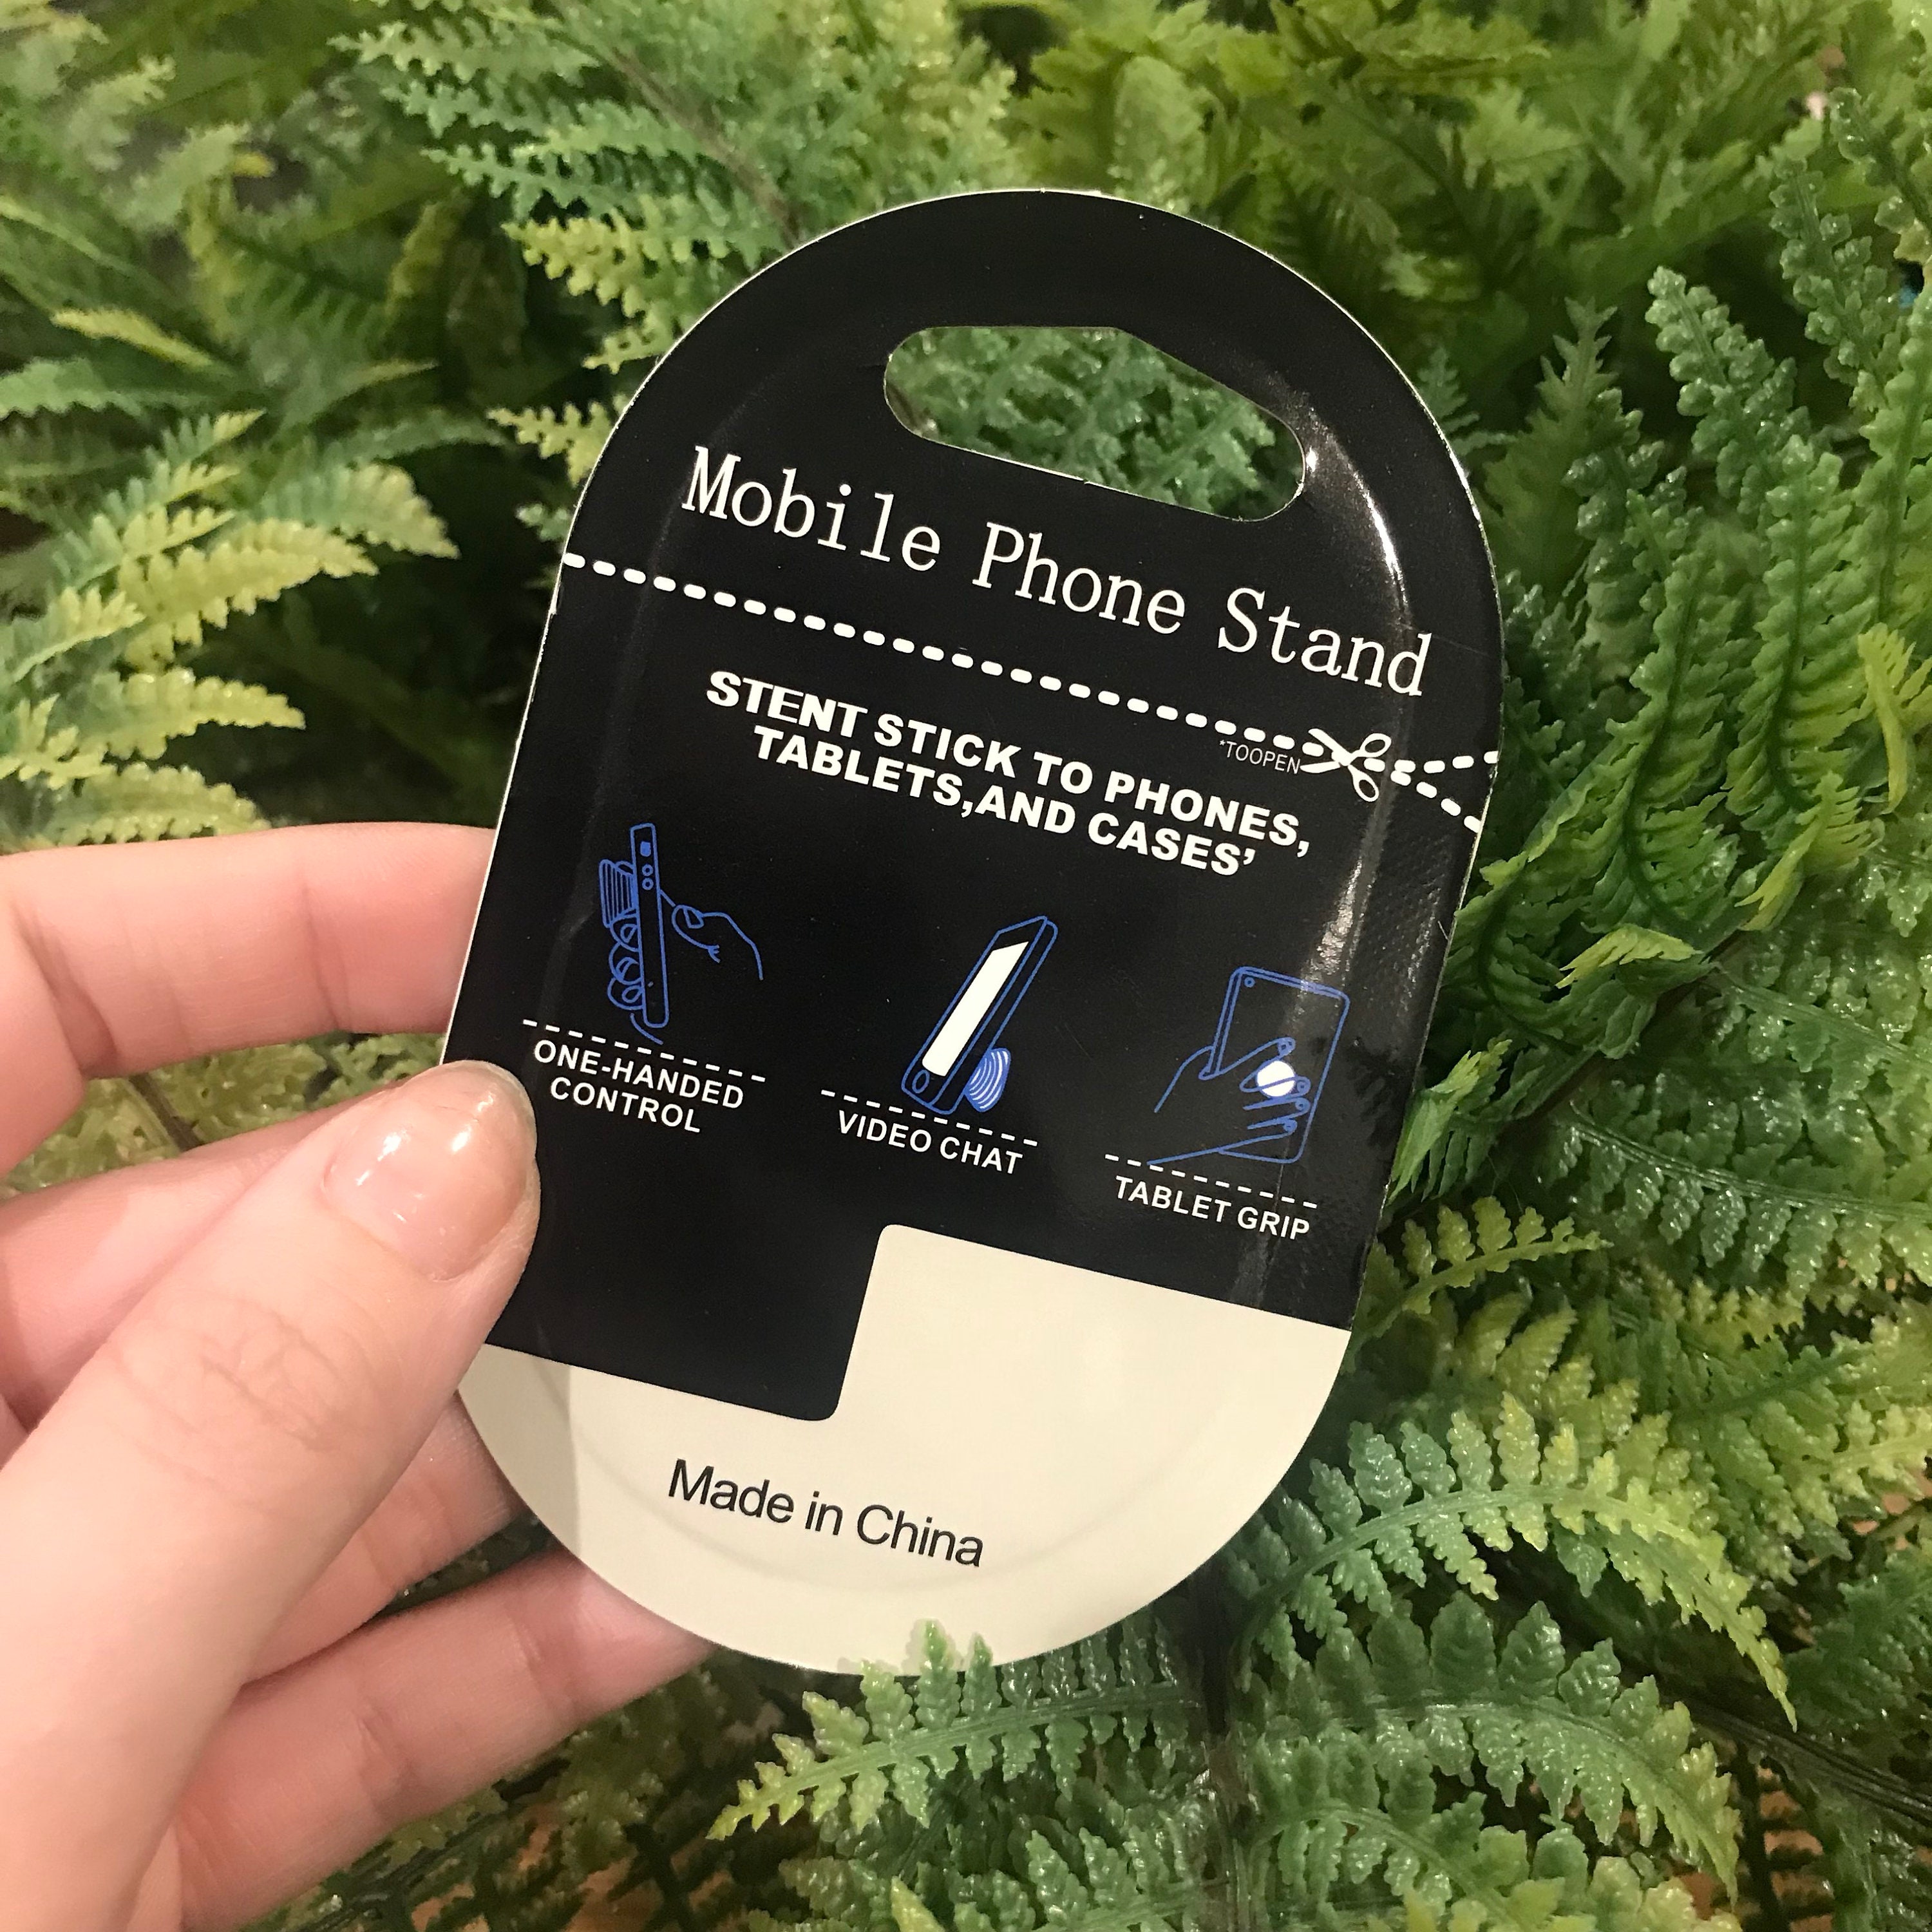 Mobile Phone Stand
*TOOPEN
STENT STICK TO PHONES,
TABLETS,AND CASES’
ONE-HANDED
CONTROL
VIDEO CHAT
TABLET GRIP
Made in China